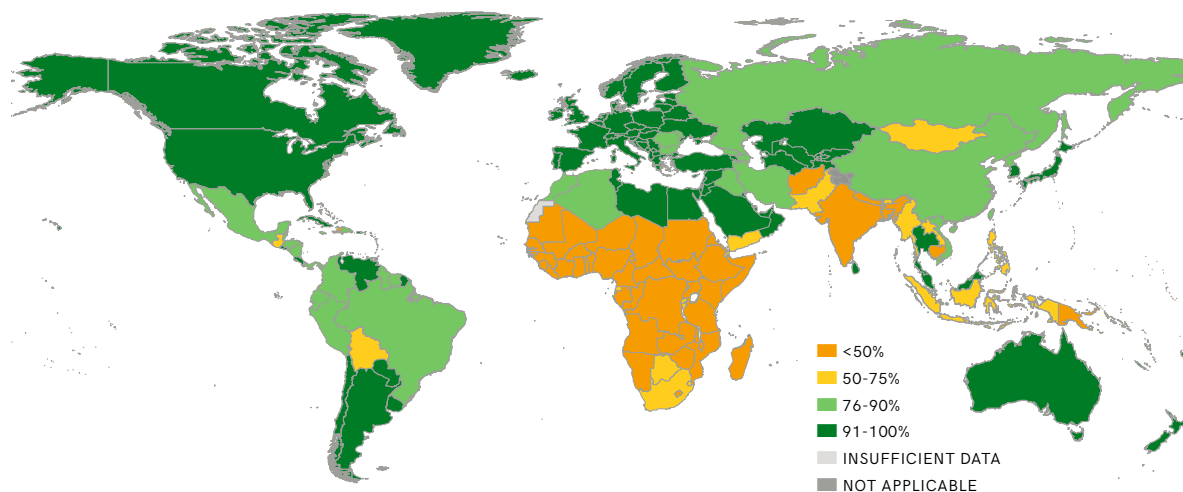 <50%
50-75%
76-90%
91-100%
INSUFFICIENT DATA
NOT APPLICABLE